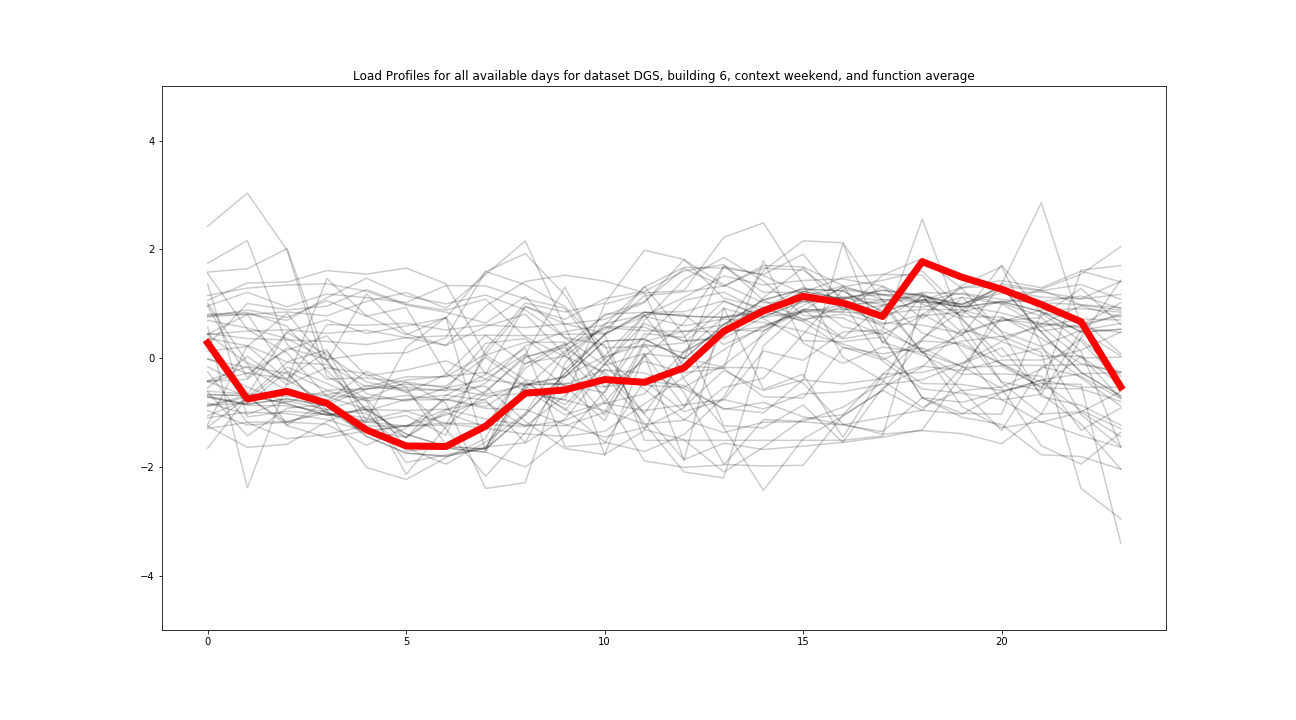 Load Profiles for all available days for dataset DGS, building 6, context weekend, and function average
4
2
0
−2
−4
0 5 10 15 20